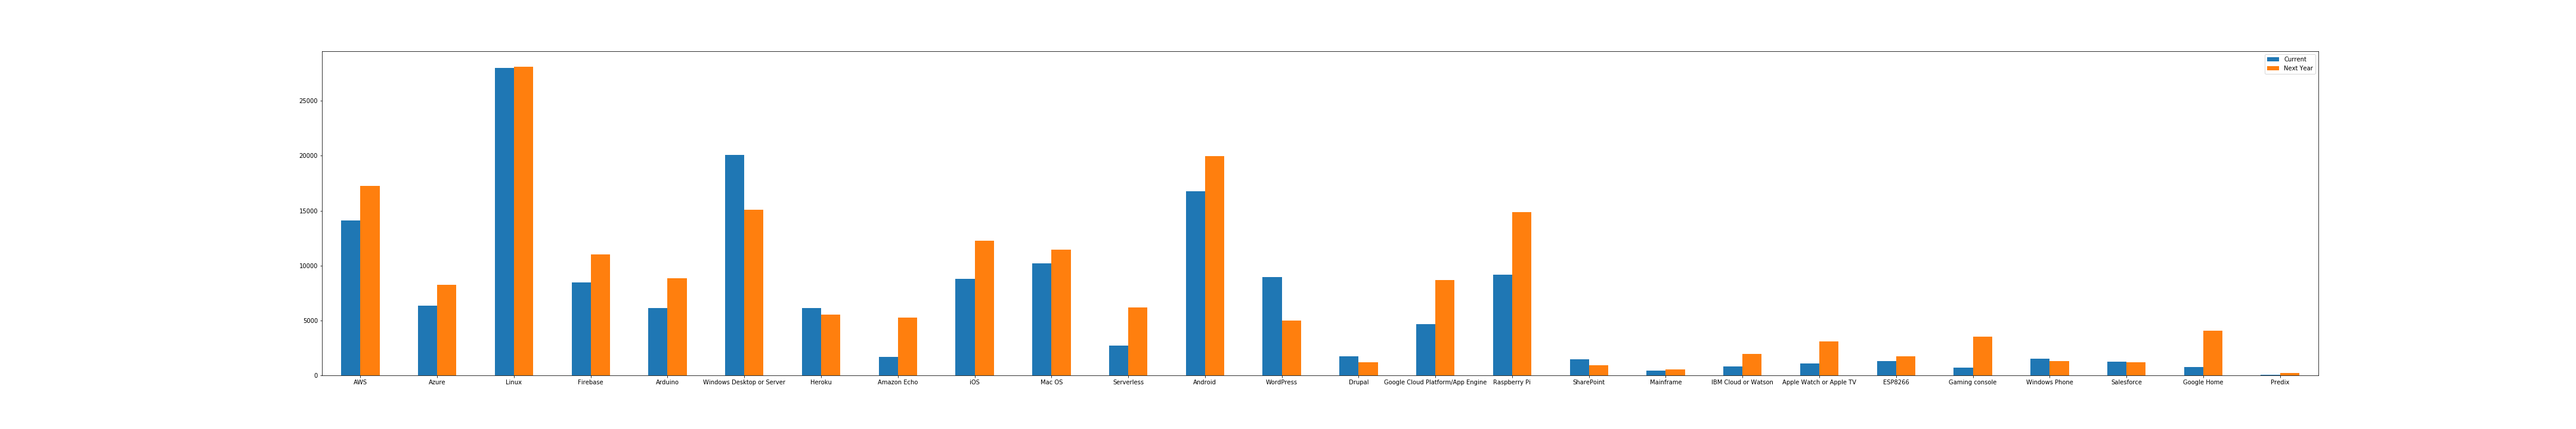 Current
Next Year
25000
20000
15000
10000
5000
0
AWS Azure Linux Firebase Arduino Windows Desktop or Server Heroku Amazon Echo iOS Mac OS Serverless Android WordPress Drupal Google Cloud Platform/App Engine Raspberry Pi SharePoint Mainframe IBM Cloud or Watson Apple Watch or Apple TV ESP8266 Gaming console Windows Phone Salesforce Google Home Predix